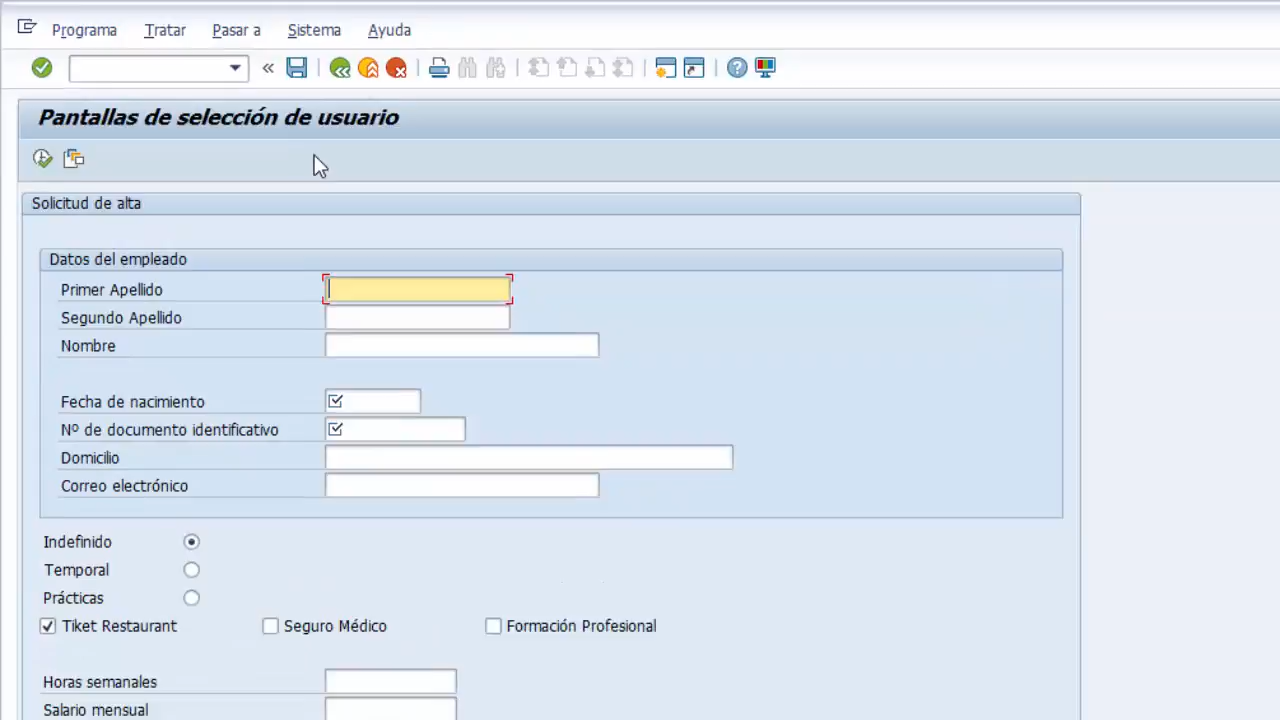 Programa Tratar Pasar a Sistema Ayuda
Pantallas de selección de usuario
Solicitud de alta
Datos del empleado
Primer Apellido
Segundo Apellido
Nombre
Fecha de nacimiento
Nº de documento identificativo
Domicilio
Correo electrónico
Indefinido
Temporal
Prácticas
Tiket Restaurant Seguro Médico Formación Profesional
Horas semanales
Salario mensual